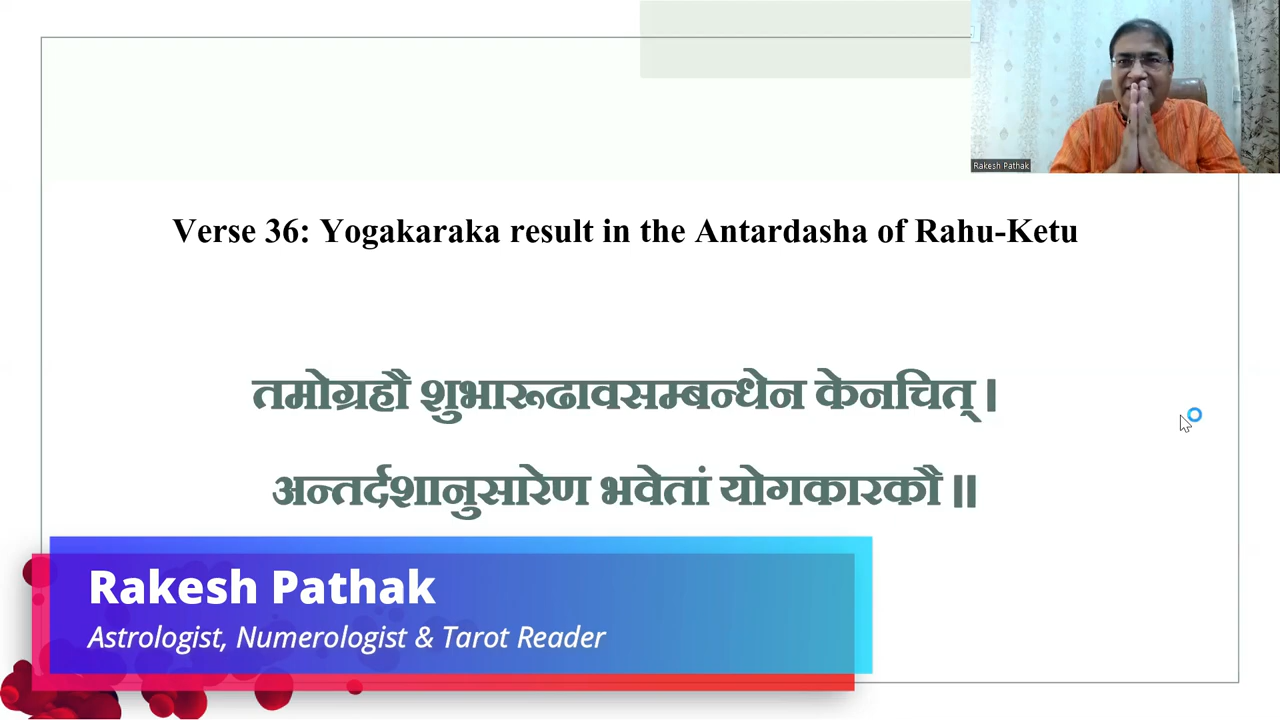 Rakesh Pathak
Verse 36: Yogakaraka result in the Antardasha of Rahu-Ketu
तमोग्रहौ शुभारूढावसम्बन्धेन केनचित् ।
अन्तर्दशानुसारेण भवेतां योगकारकौ ॥
Rakesh Pathak
Astrologist, Numerologist & Tarot Reader